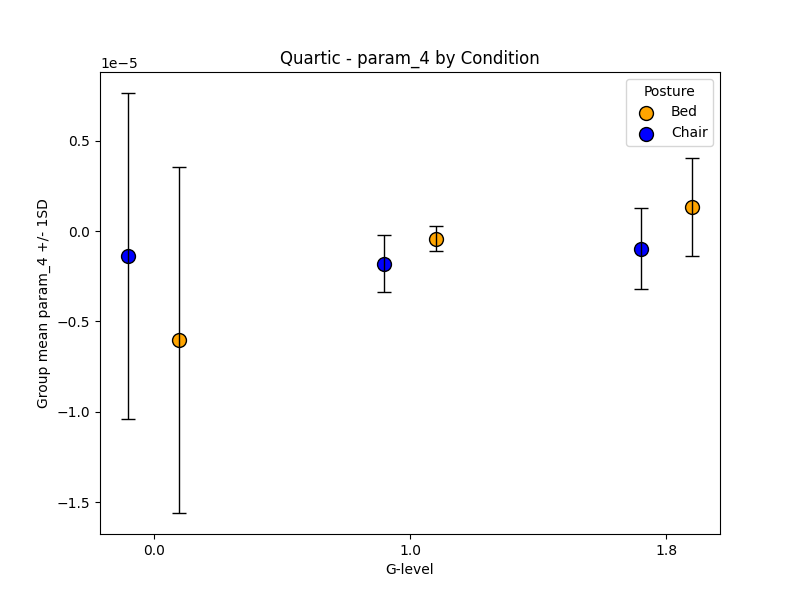 Quartic - param_4 by Condition
1e−5
Posture
Bed
Chair
0.5
0.0
−0.5
−1.0
−1.5
Group mean param_4 +/- 1SD
0.0
1.0
1.8
G-level